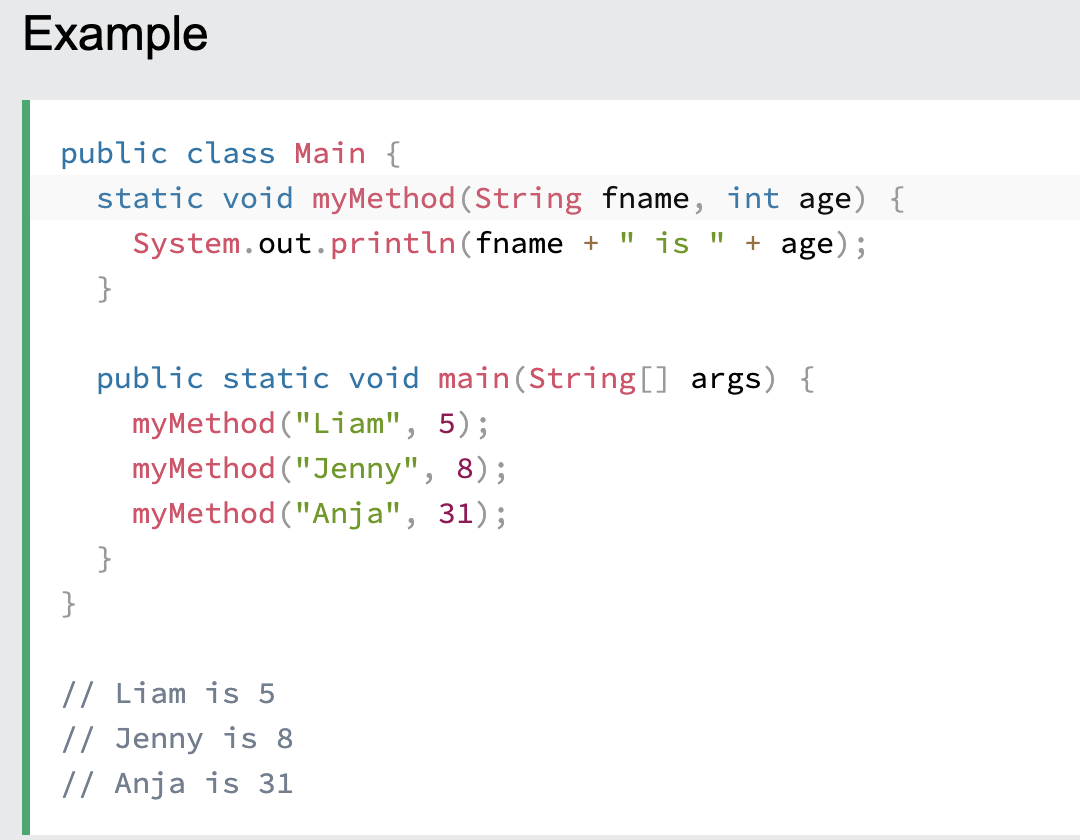 Example
public class Main {
  static void myMethod(String fname, int age) {
    System.out.println(fname + " is " + age);
  }

  public static void main(String[] args) {
    myMethod("Liam", 5);
    myMethod("Jenny", 8);
    myMethod("Anja", 31);
  }
}

// Liam is 5
// Jenny is 8
// Anja is 31